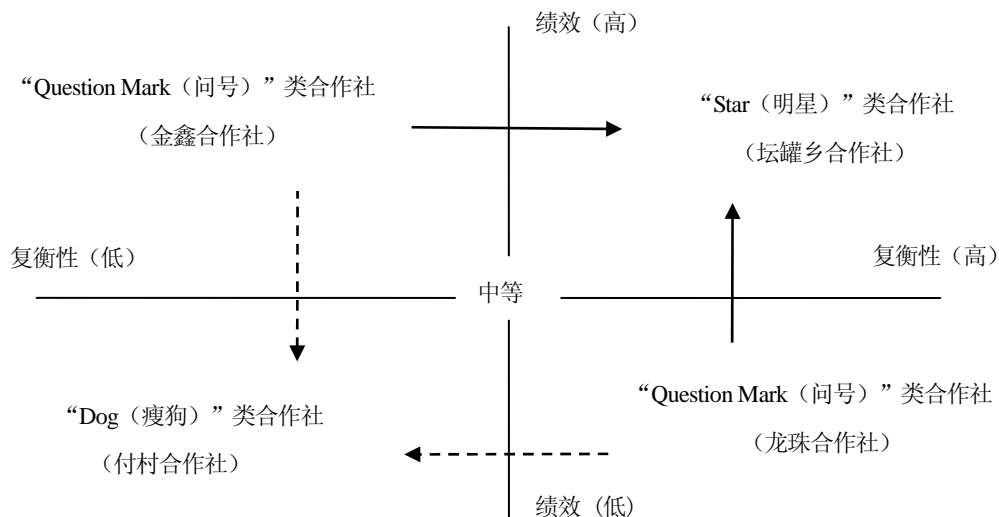 绩效（高）
“Question Mark（问号）”类合作社
（金鑫合作社）
“Star（明星）”类合作社
（坛罐乡合作社）
复衡性（低）
复衡性（高）
中等
“Question Mark（问号）”类合作社
（龙珠合作社）
“Dog（瘦狗）”类合作社
（付村合作社）
绩效 (低)